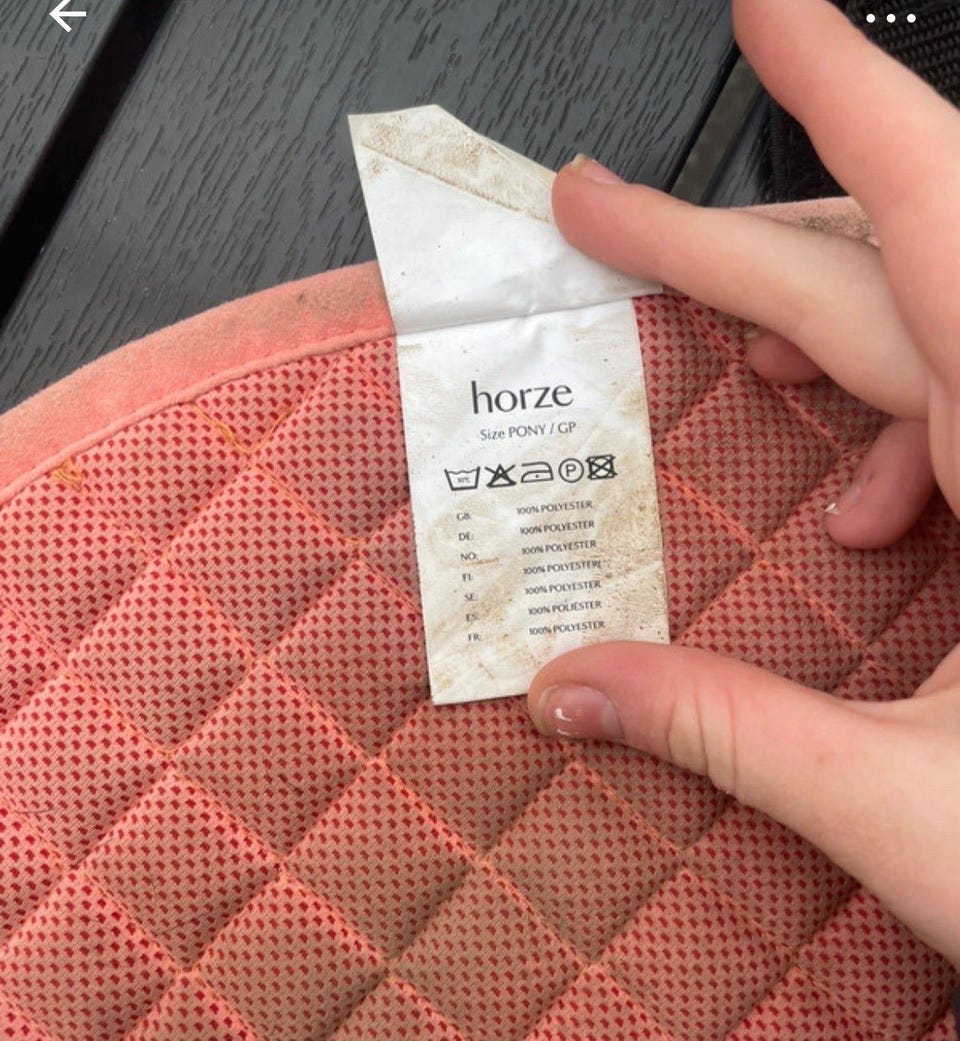 horze
Size PONY / GP
30°C
P
GB: 100% POLYESTER
DE: 100% POLYESTER
NO: 100% POLYESTER
FI: 100% POLYESTERI
SE: 100% POLYESTER
ES: 100% POLIÉSTER
FR: 100% POLYESTER